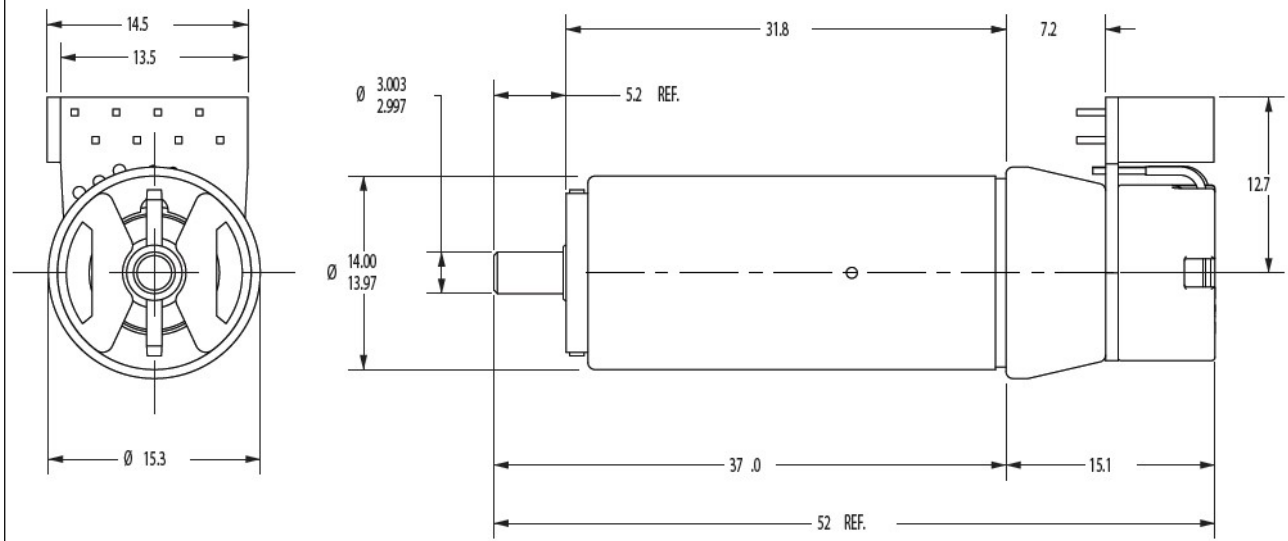 14.5
13.5
31.8
7.2
Ø 3.003
2.997
5.2 REF.
12.7
Ø 14.00
13.97
Ø 15.3
37 .0
15.1
52 REF.